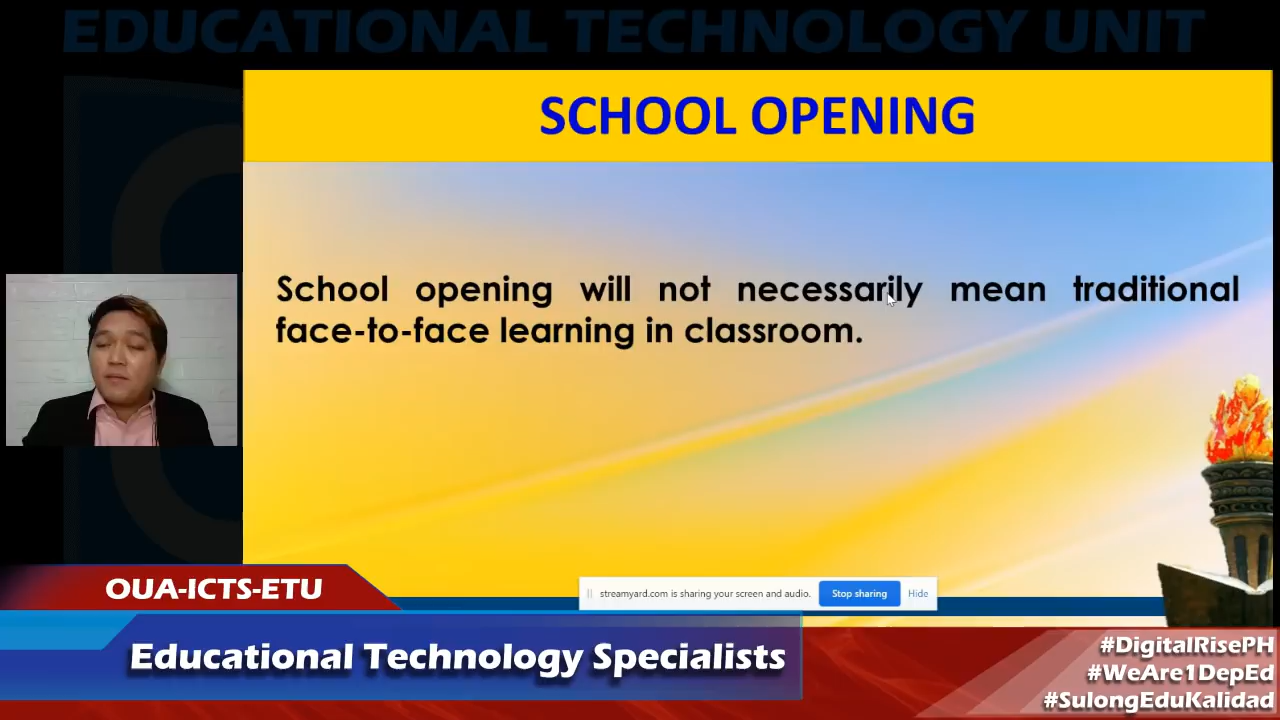 EDUCATIONAL TECHNOLOGY UNIT
SCHOOL OPENING
School opening will not necessarily mean traditional
face-to-face learning in classroom.
OUA-ICTS-ETU
streamyard.com is sharing your screen and audio. Stop sharing Hide
Educational Technology Specialists
#DigitalRisePH
#WeAre1DepEd
#SulongEduKalidad